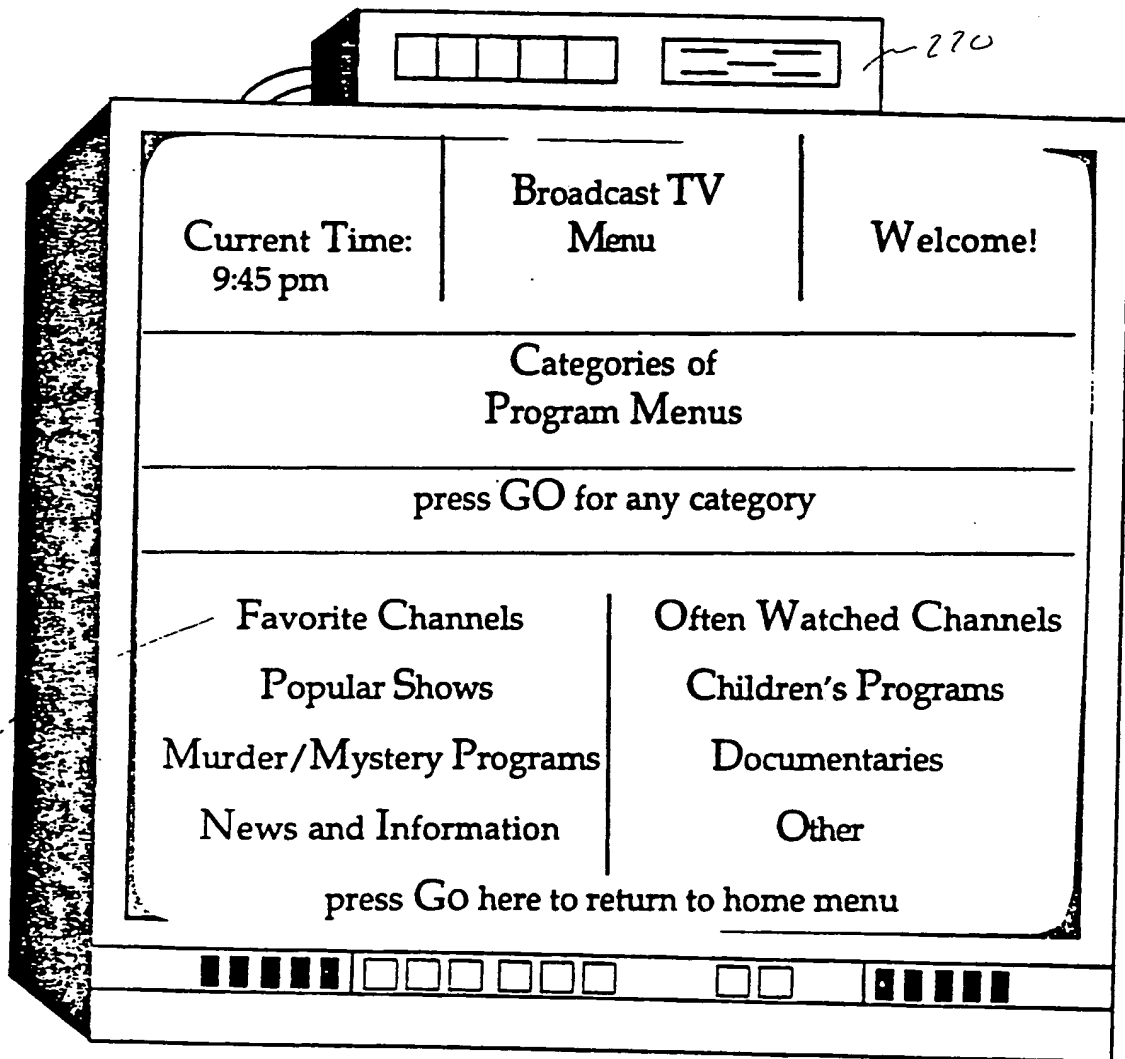 220
Current Time:
9:45 pm
Broadcast TV
Menu
Welcome!
Categories of
Program Menus
press GO for any category
Favorite Channels
Often Watched Channels
Popular Shows
Children's Programs
Murder/Mystery Programs
Documentaries
News and Information
Other
press GO here to return to home menu